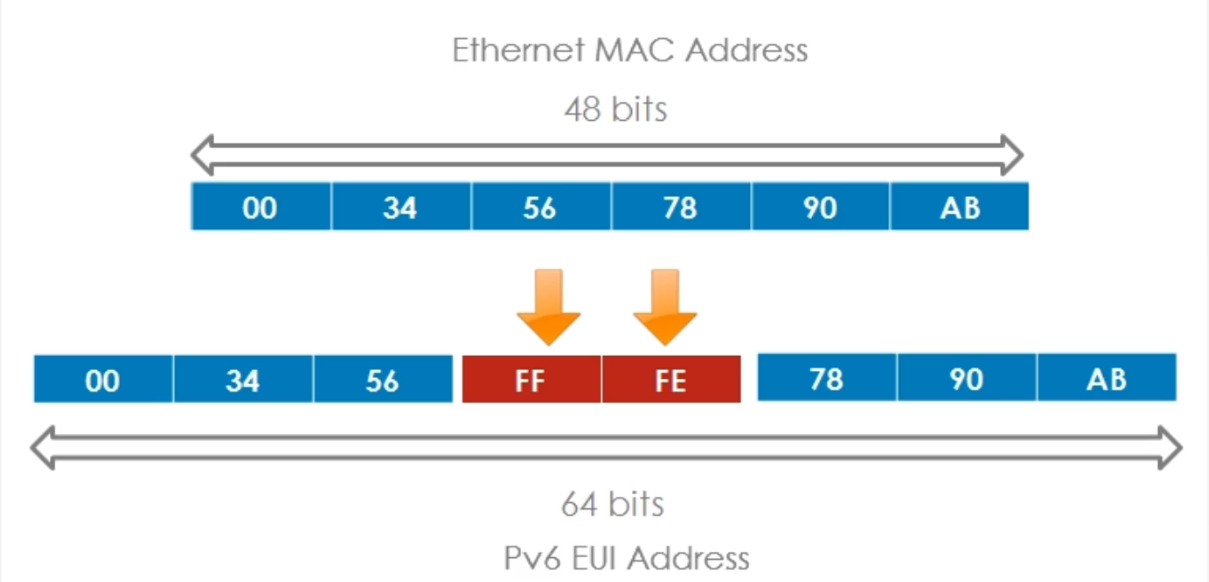 Ethernet MAC Address
48 bits
00 34 56 78 90 AB
00 34 56 FF FE 78 90 AB
64 bits
Pv6 EUI Address